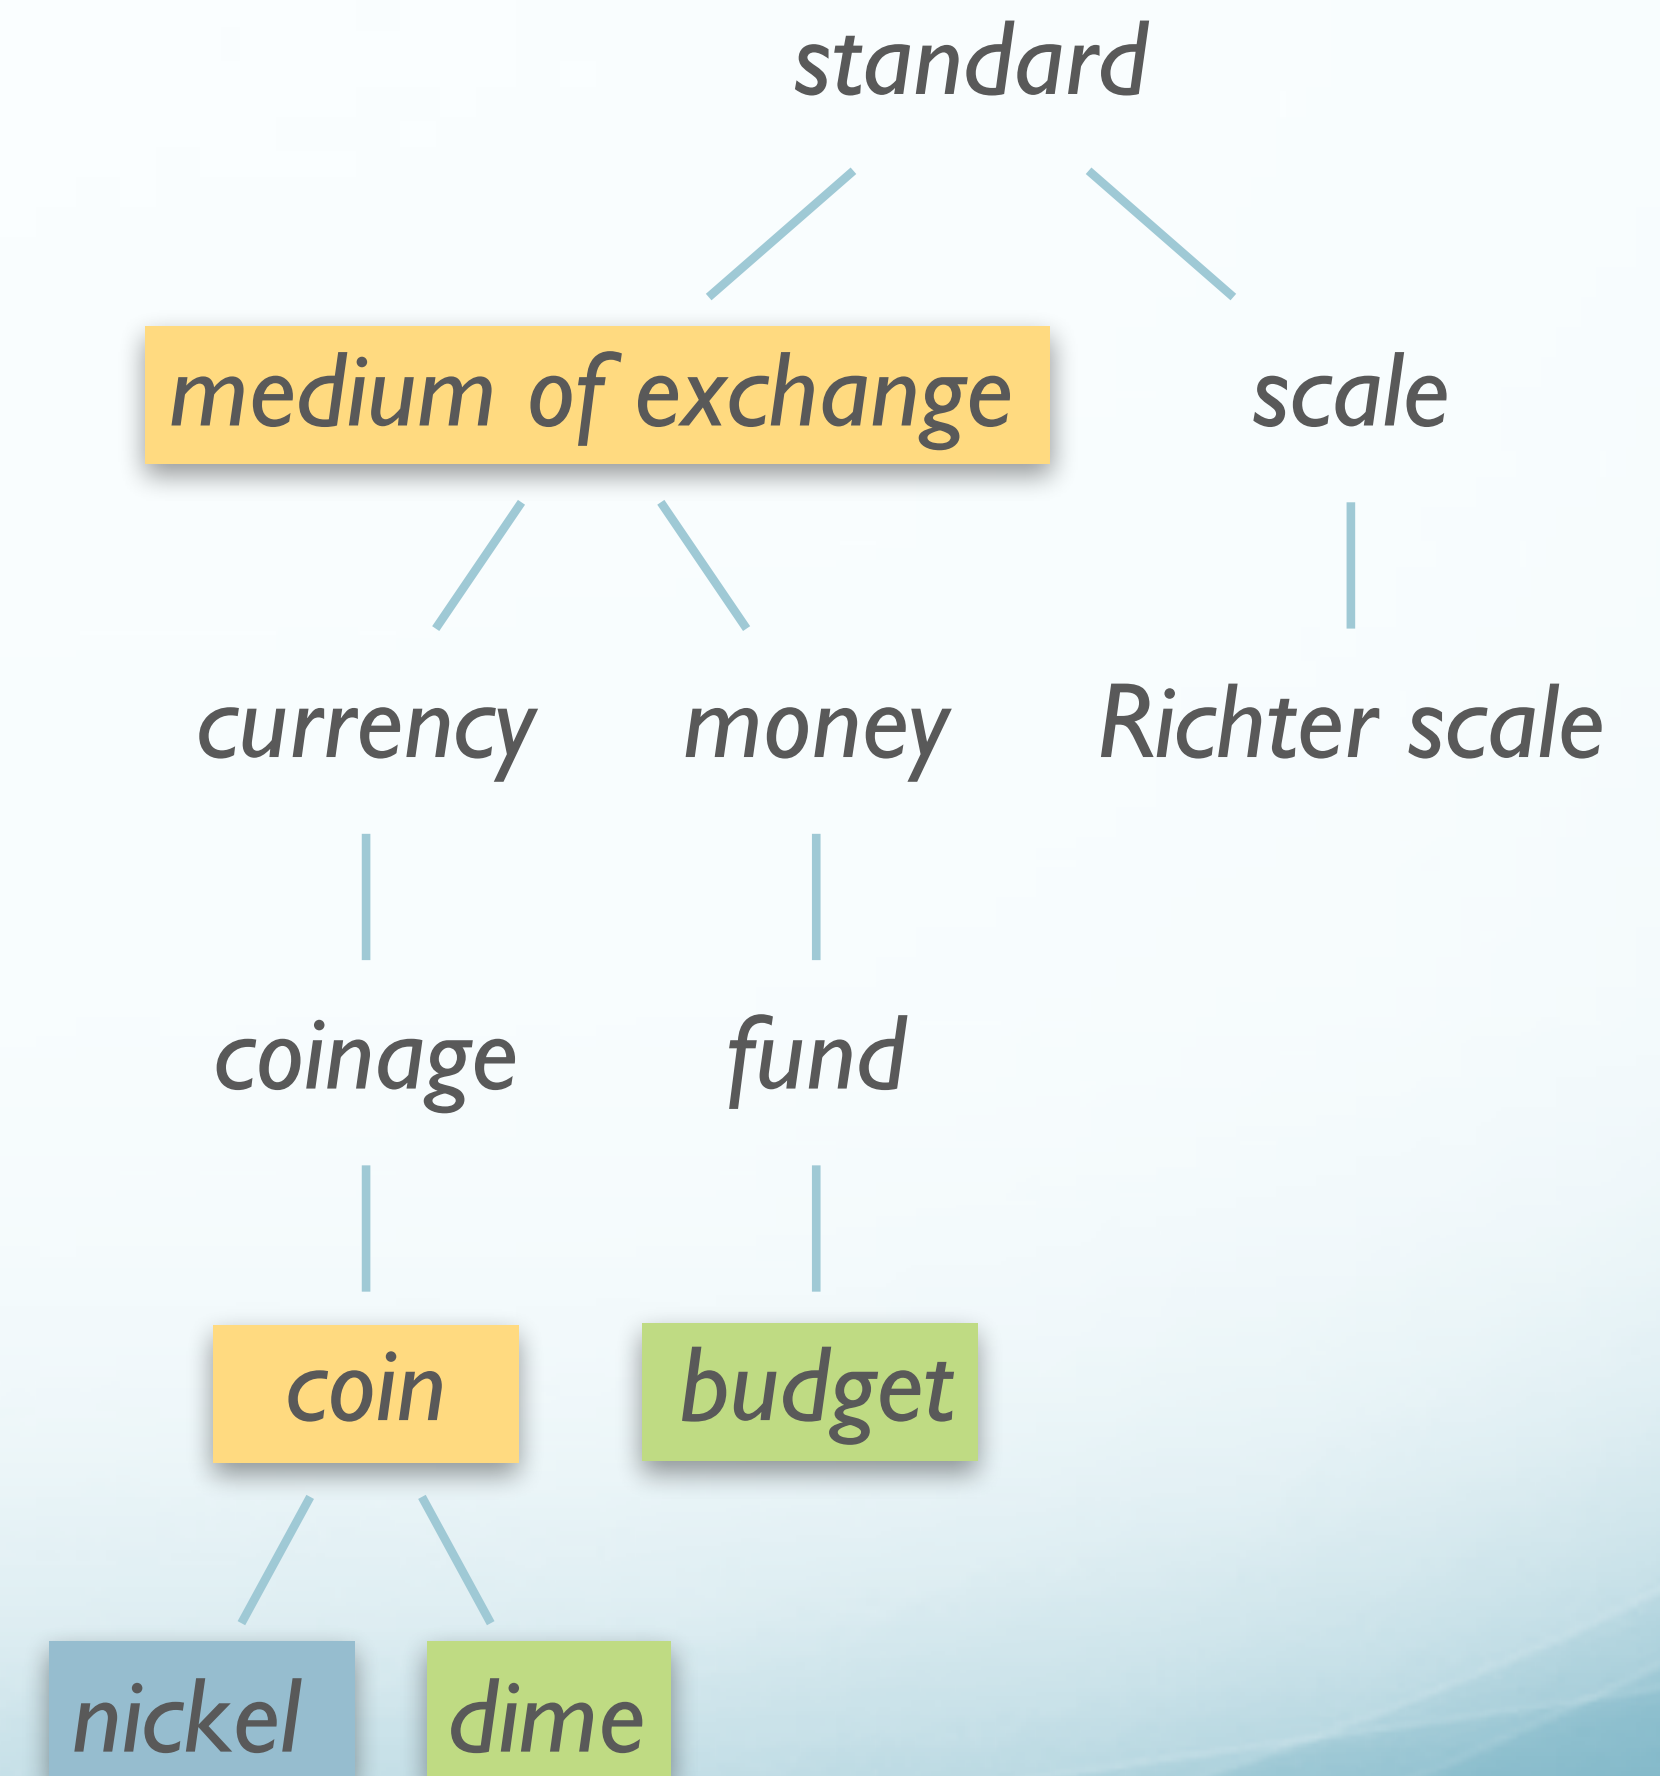 standard
medium of exchange scale
currency money Richter scale
coinage fund
coin budget
nickel dime